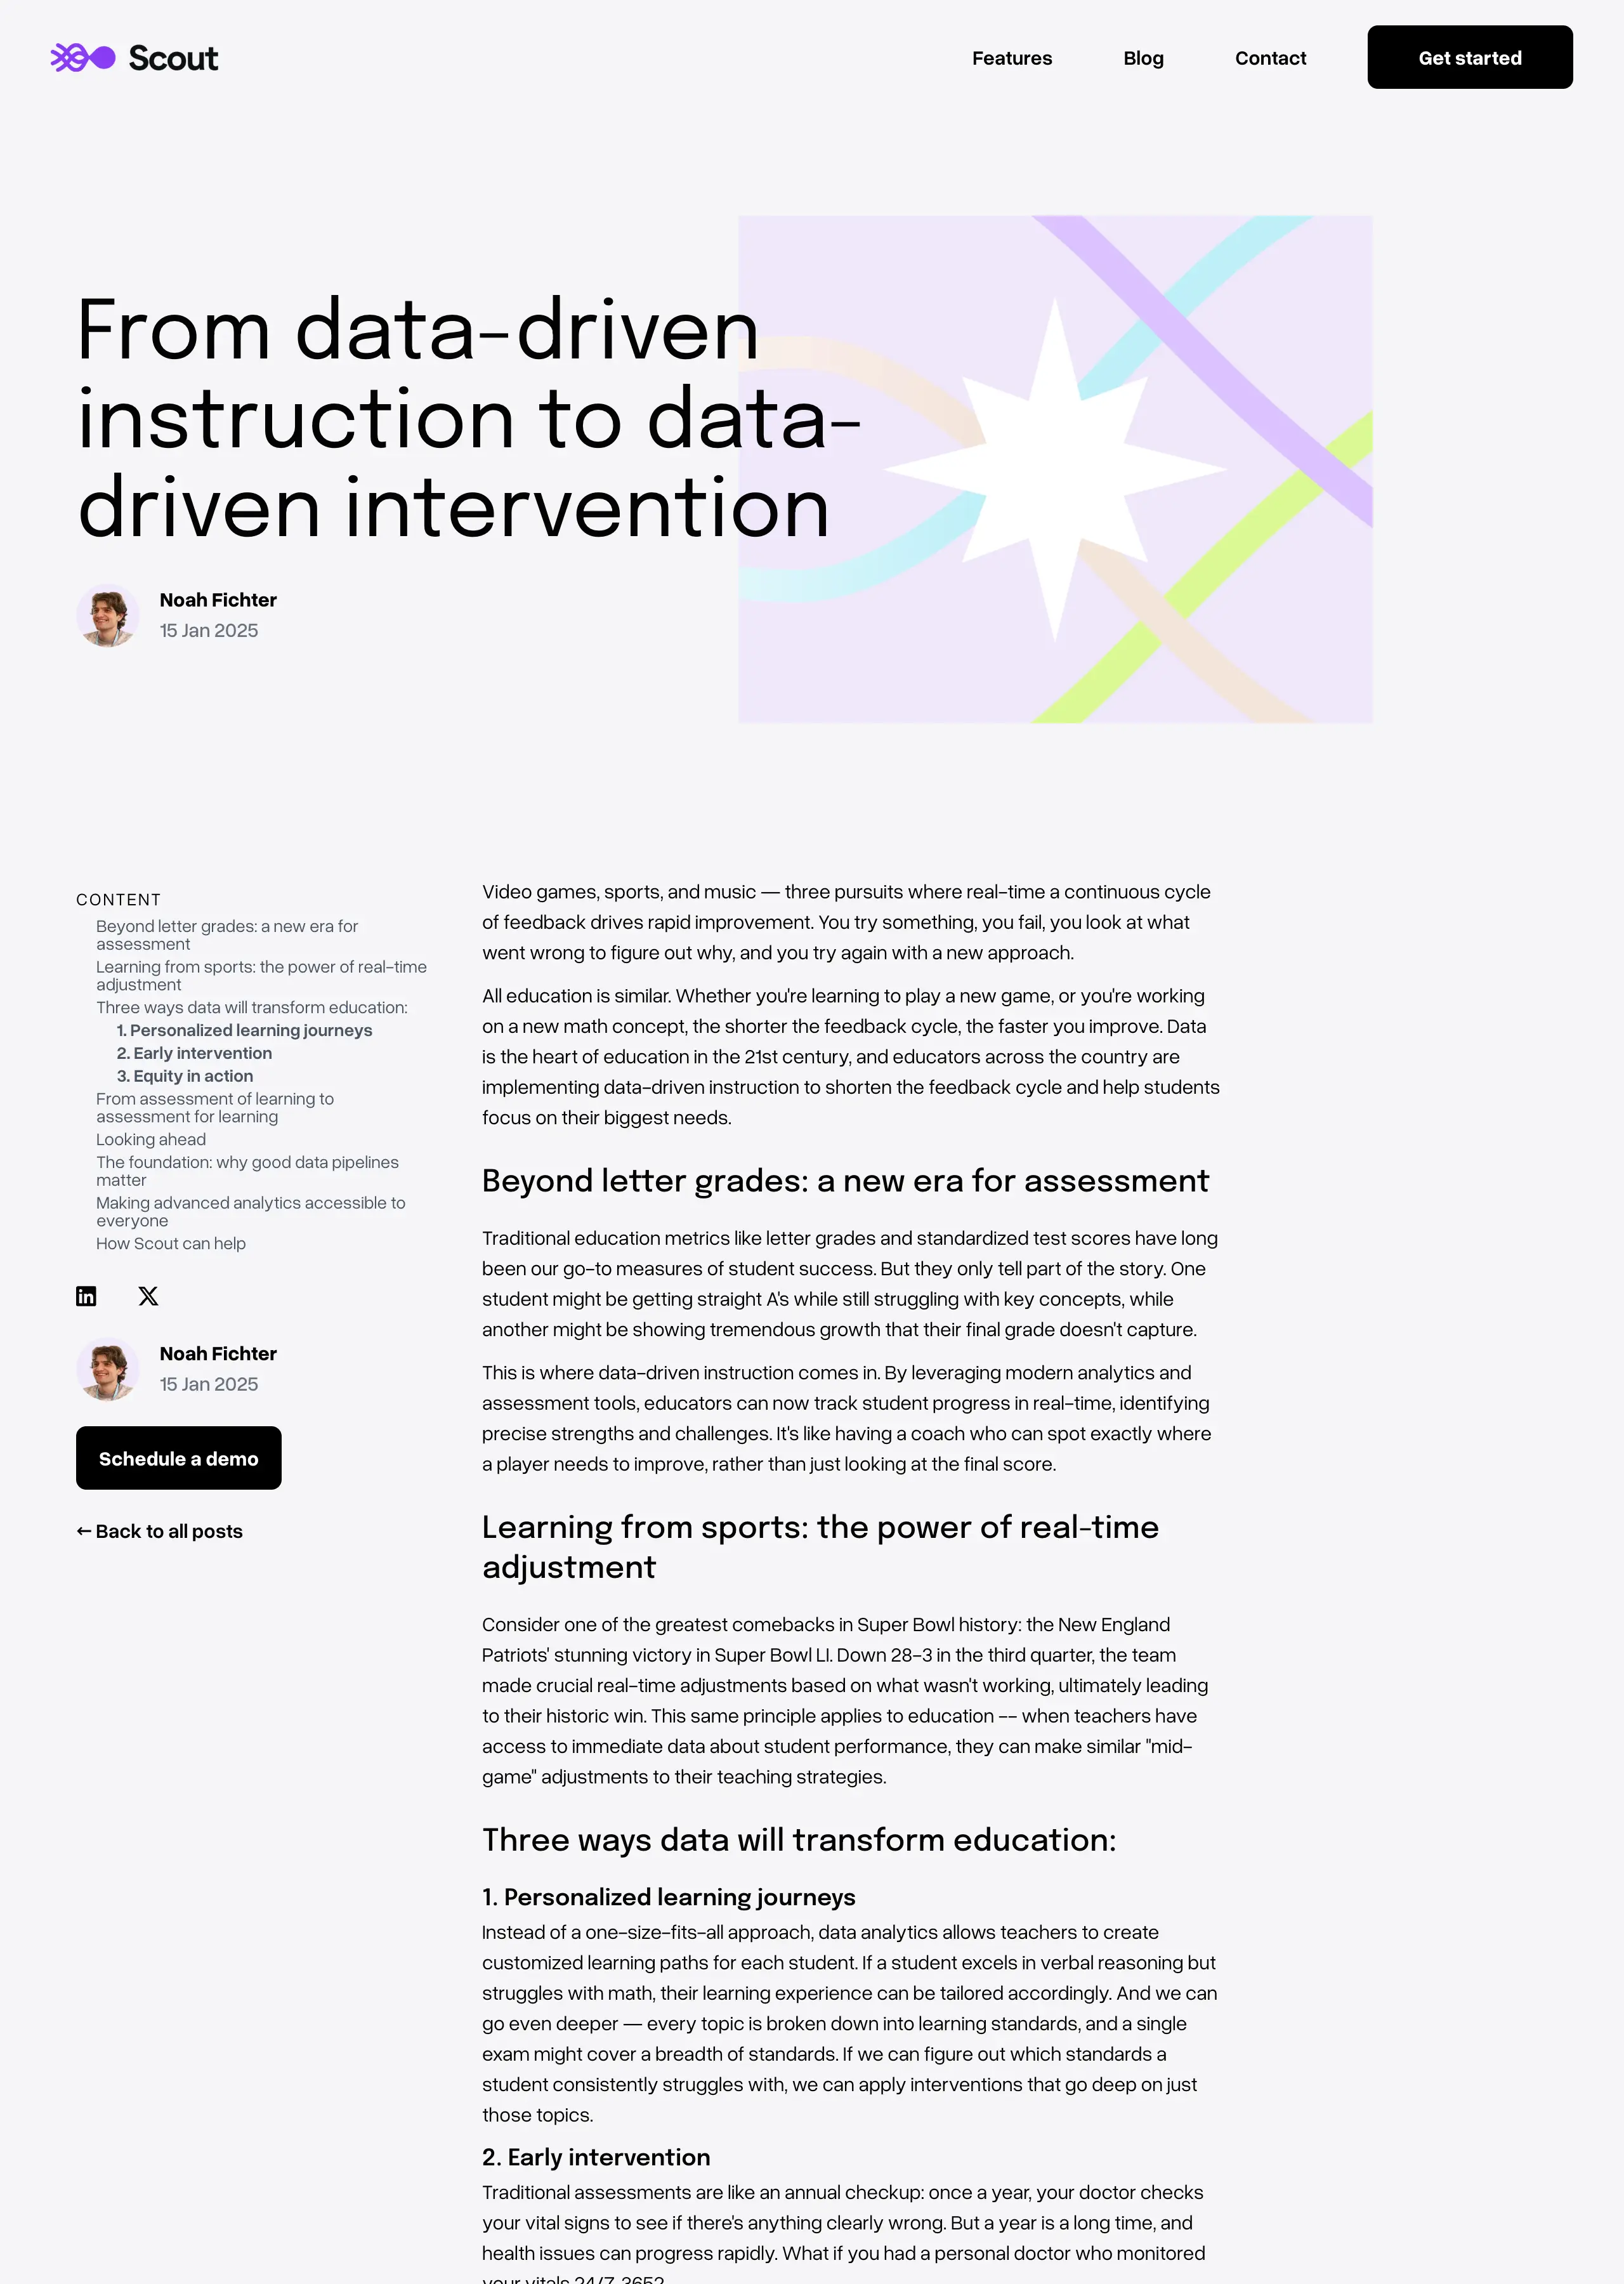 Scout
Features
Blog
Contact
Get started
From data-driven
instruction to data-
driven intervention
Noah Fichter
15 Jan 2025
CONTENT
Beyond letter grades: a new era for
assessment
Learning from sports: the power of real-time
adjustment
Three ways data will transform education:
1. Personalized learning journeys
2. Early intervention
3. Equity in action
From assessment of learning to
assessment for learning
Looking ahead
The foundation: why good data pipelines
matter
Making advanced analytics accessible to
everyone
How Scout can help
Noah Fichter
15 Jan 2025
Schedule a demo
← Back to all posts
Video games, sports, and music — three pursuits where real-time a continuous cycle
of feedback drives rapid improvement. You try something, you fail, you look at what
went wrong to figure out why, and you try again with a new approach.
All education is similar. Whether you're learning to play a new game, or you're working
on a new math concept, the shorter the feedback cycle, the faster you improve. Data
is the heart of education in the 21st century, and educators across the country are
implementing data-driven instruction to shorten the feedback cycle and help students
focus on their biggest needs.
Beyond letter grades: a new era for assessment
Traditional education metrics like letter grades and standardized test scores have long
been our go-to measures of student success. But they only tell part of the story. One
student might be getting straight A's while still struggling with key concepts, while
another might be showing tremendous growth that their final grade doesn't capture.
This is where data-driven instruction comes in. By leveraging modern analytics and
assessment tools, educators can now track student progress in real-time, identifying
precise strengths and challenges. It's like having a coach who can spot exactly where
a player needs to improve, rather than just looking at the final score.
Learning from sports: the power of real-time
adjustment
Consider one of the greatest comebacks in Super Bowl history: the New England
Patriots' stunning victory in Super Bowl LI. Down 28-3 in the third quarter, the team
made crucial real-time adjustments based on what wasn't working, ultimately leading
to their historic win. This same principle applies to education -- when teachers have
access to immediate data about student performance, they can make similar "mid-
game" adjustments to their teaching strategies.
Three ways data will transform education:
1. Personalized learning journeys
Instead of a one-size-fits-all approach, data analytics allows teachers to create
customized learning paths for each student. If a student excels in verbal reasoning but
struggles with math, their learning experience can be tailored accordingly. And we can
go even deeper — every topic is broken down into learning standards, and a single
exam might cover a breadth of standards. If we can figure out which standards a
student consistently struggles with, we can apply interventions that go deep on just
those topics.
2. Early intervention
Traditional assessments are like an annual checkup: once a year, your doctor checks
your vital signs to see if there's anything clearly wrong. But a year is a long time, and
health issues can progress rapidly. What if you had a personal doctor who monitored
your vitals 24/7